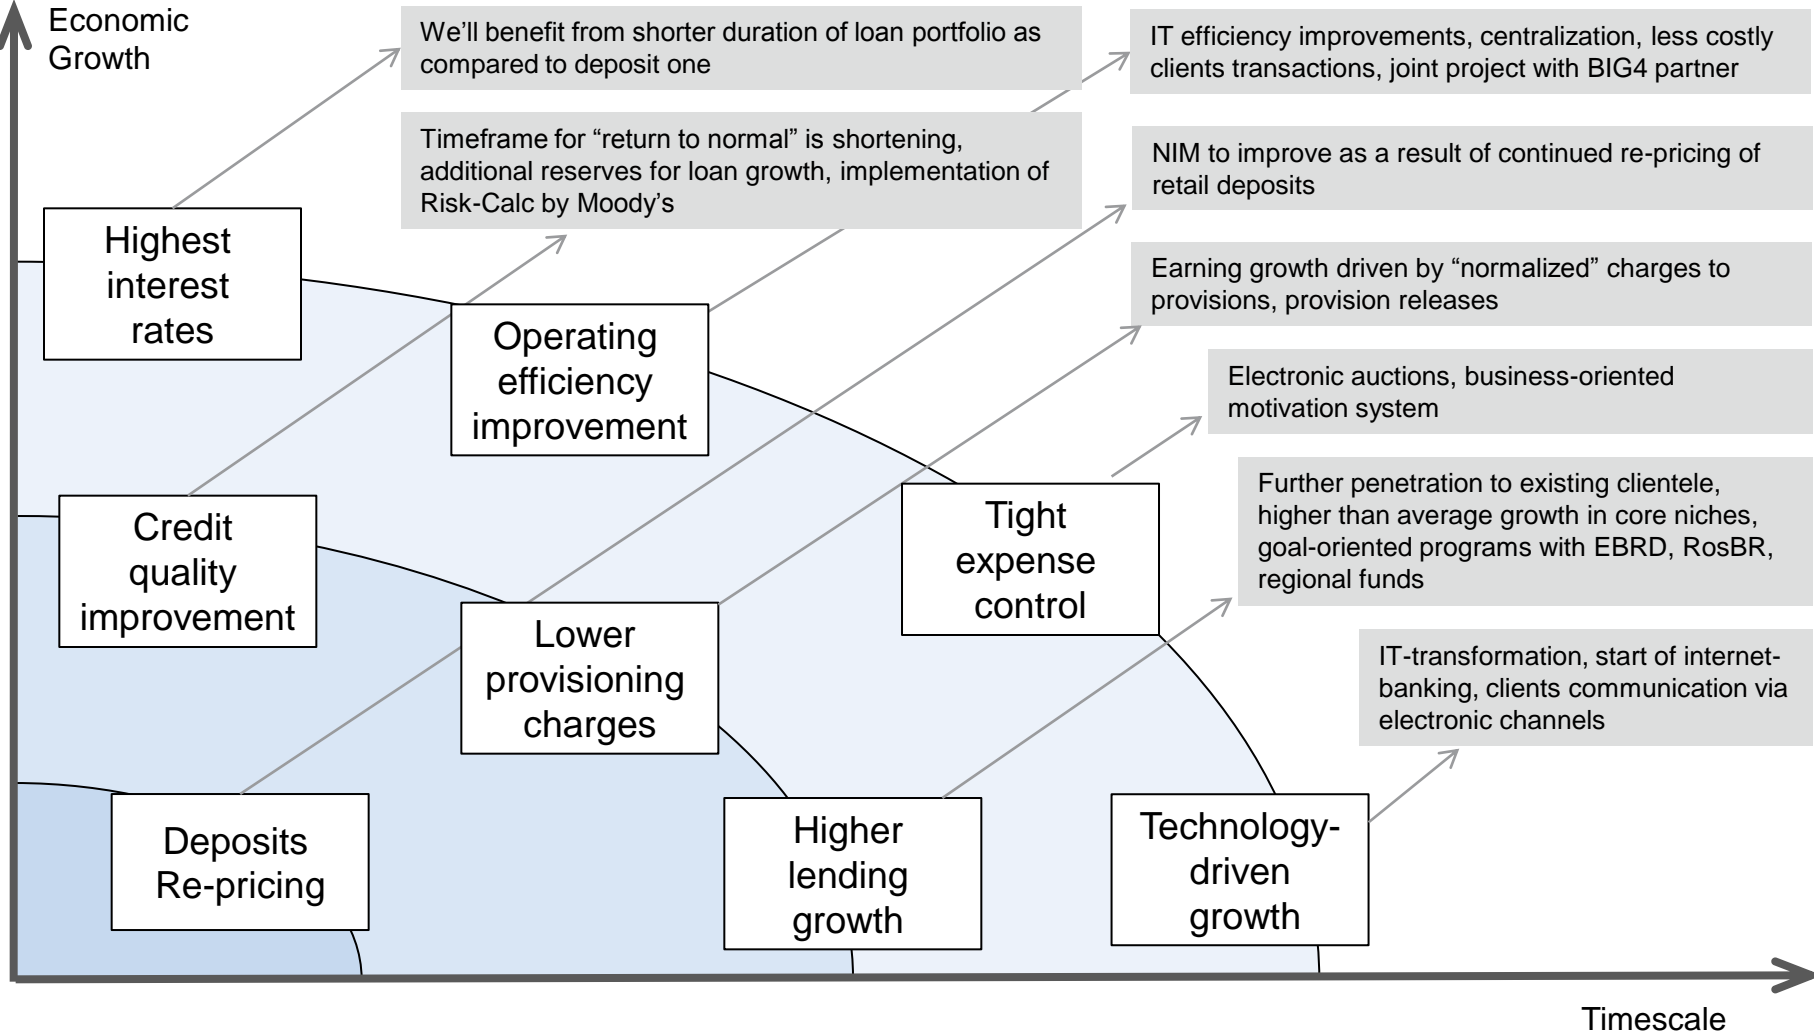 Economic
Growth
We’ll benefit from shorter duration of loan portfolio as
compared to deposit one
IT efficiency improvements, centralization, less costly
clients transactions, joint project with BIG4 partner
Timeframe for “return to normal” is shortening,
additional reserves for loan growth, implementation of
Risk-Calc by Moody’s
NIM to improve as a result of continued re-pricing of
retail deposits
Highest
interest
rates
Earning growth driven by “normalized” charges to
provisions, provision releases
Operating
efficiency
improvement
Electronic auctions, business-oriented
motivation system
Further penetration to existing clientele,
higher than average growth in core niches,
goal-oriented programs with EBRD, RosBR,
regional funds
Credit
quality
improvement
Tight
expense
control
Lower
provisioning
charges
IT-transformation, start of internet-
banking, clients communication via
electronic channels
Deposits
Re-pricing
Higher
lending
growth
Technology-
driven
growth
Timescale